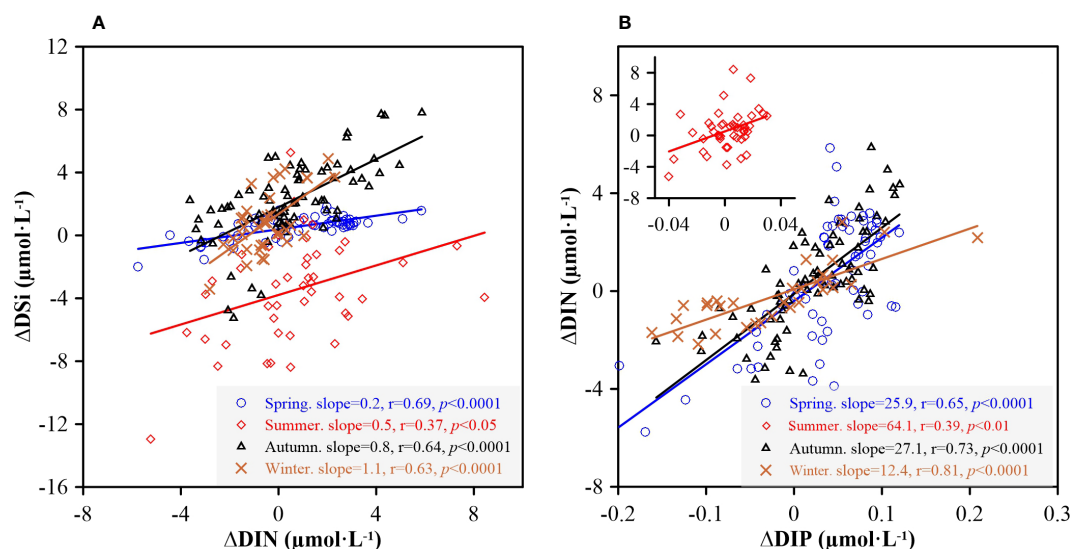 A
ΔDSi (μmol·L-1)
12
8
4
0
-4
-8
-12
-16
Spring. slope=0.2, r=0.69, p<0.0001
Summer. slope=0.5, r=0.37, p<0.05
Autumn. slope=0.8, r=0.64, p<0.0001
Winter. slope=1.1, r=0.63, p<0.0001
-8 -4 0 4 8
ΔDIN (μmol·L-1)
B
ΔDIN (μmol·L-1)
8
4
0
-4
-8
8
4
0
-4
-8
-0.04 0 0.04
Spring. slope=25.9, r=0.65, p<0.0001
Summer. slope=64.1, r=0.39, p<0.01
Autumn. slope=27.1, r=0.73, p<0.0001
Winter. slope=12.4, r=0.81, p<0.0001
-0.2 -0.1 0 0.1 0.2 0.3
ΔDIP (μmol·L-1)